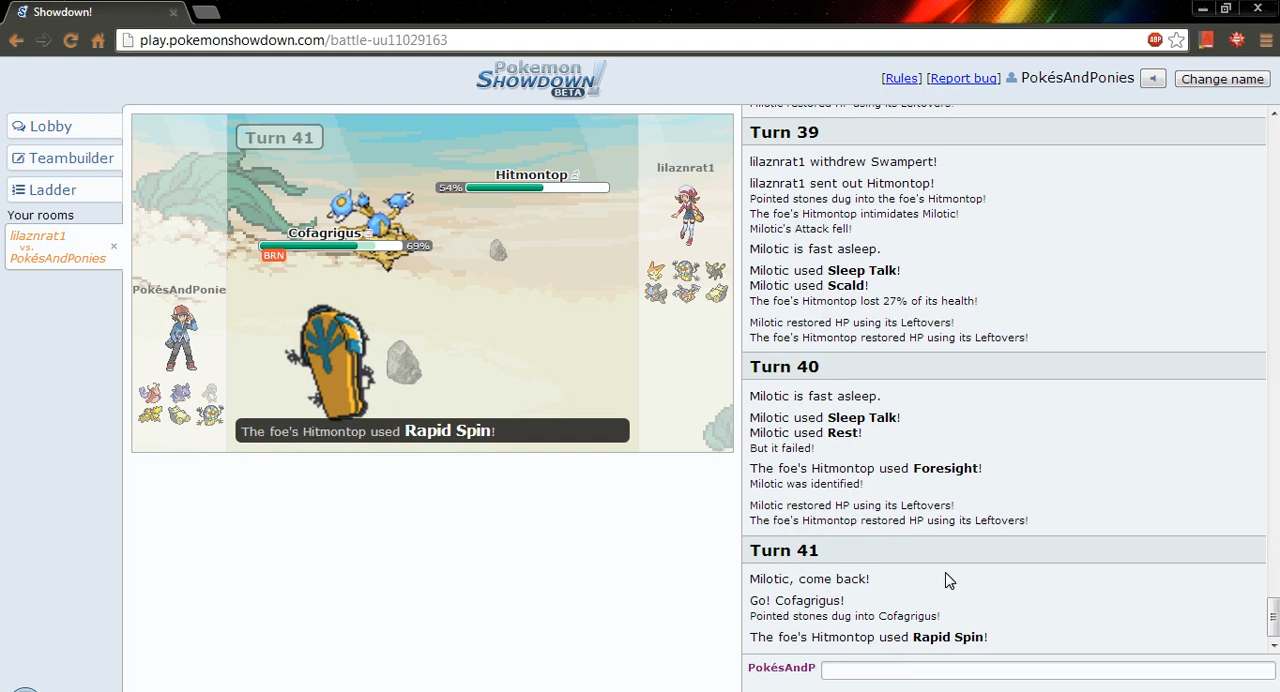 Showdown!
play.pokemonshowdown.com/battle-uu11029163
ABP
Pokemon
SHOWDOWN!
BETA
[Rules] [Report bug] PokésAndPonies
Change name
Lobby
Teambuilder
Ladder
Your rooms
lilaznrat1
vs.
PokésAndPonies
Turn 41
Hitmontop
54%
Cofagrigus
69%
BRN
lilaznrat1
PokésAndPonie
The foe's Hitmontop used Rapid Spin!
Milotic restored HP using its Leftovers!
Turn 39
lilaznrat1 withdrew Swampert!
lilaznrat1 sent out Hitmontop!
Pointed stones dug into the foe's Hitmontop!
The foe's Hitmontop intimidates Milotic!
Milotic's Attack fell!
Milotic is fast asleep.
Milotic used Sleep Talk!
Milotic used Scald!
The foe's Hitmontop lost 27% of its health!
Milotic restored HP using its Leftovers!
The foe's Hitmontop restored HP using its Leftovers!
Turn 40
Milotic is fast asleep.
Milotic used Sleep Talk!
Milotic used Rest!
But it failed!
The foe's Hitmontop used Foresight!
Milotic was identified!
Milotic restored HP using its Leftovers!
The foe's Hitmontop restored HP using its Leftovers!
Turn 41
Milotic, come back!
Go! Cofagrigus!
Pointed stones dug into Cofagrigus!
The foe's Hitmontop used Rapid Spin!
PokésAndP